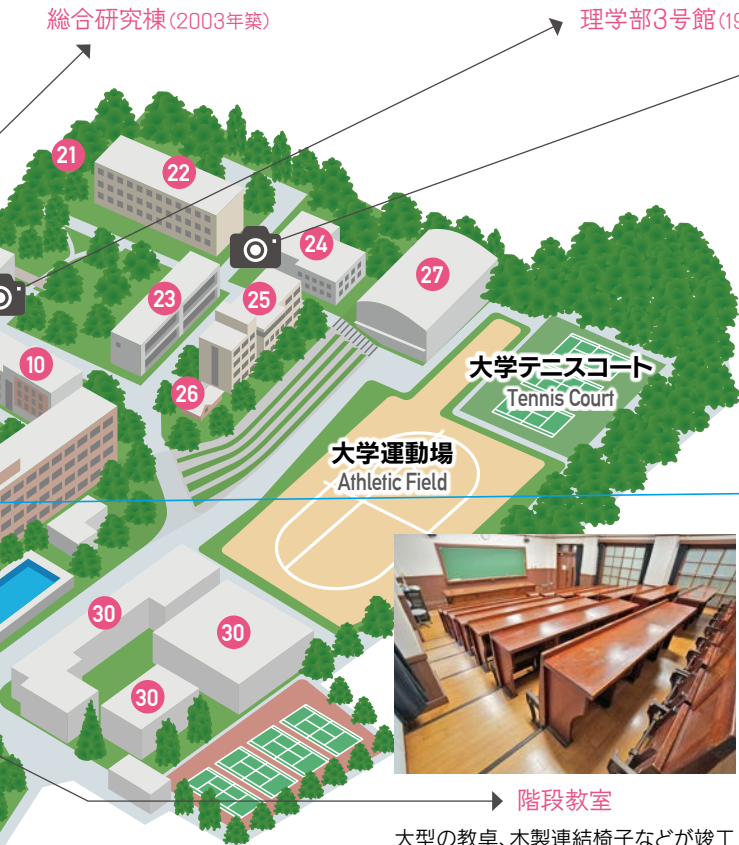 総合研究棟(2003年築)
理学部3号館(19
21
22
24
27
23
25
10
26
大学テニスコート
Tennis Court
大学運動場
Athletic Field
30
30
30
階段教室
大型の教卓、木製連結椅子などが竣工